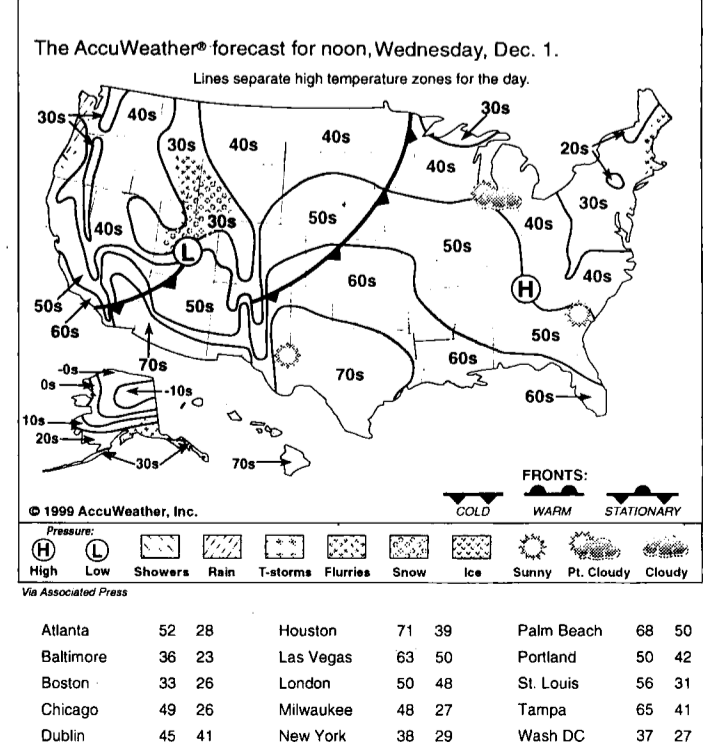 The AccuWeather® forecast for noon, Wednesday, Dec. 1.
Lines separate high temperature zones for the day.
30s 40s 30s 40s 40s 30s
40s 20s
30s
40s 30s 50s 50s 40s
L
40s
H
50s 50s 60s
60s 50s
70s 70s 60s
-0s
0s -10s 60s
10s
20s
30s 70s
FRONTS:
COLD WARM STATIONARY
© 1999 AccuWeather, Inc.
Pressure:
H L
High Low Showers Rain T-storms Flurries Snow Ice Sunny Pt. Cloudy Cloudy
Via Associated Press
Atlanta 52 28 Houston 71 39 Palm Beach 68 50
Baltimore 36 23 Las Vegas 63 50 Portland 50 42
Boston 33 26 London 50 48 St. Louis 56 31
Chicago 49 26 Milwaukee 48 27 Tampa 65 41
Dublin 45 41 New York 38 29 Wash DC 37 27